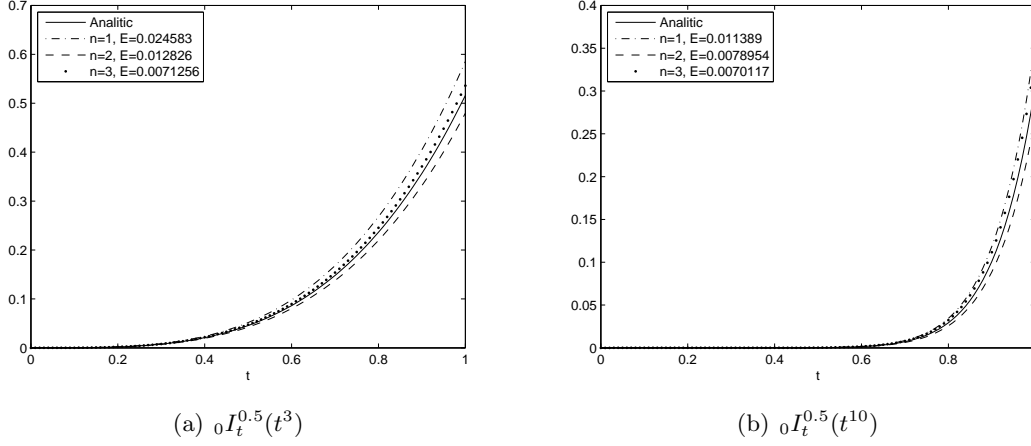 0.7
0.6
0.5
0.4
0.3
0.2
0.1
0
0 0.2 0.4 0.6 0.8 1
t
Analitic
n=1, E=0.024583
n=2, E=0.012826
n=3, E=0.0071256
(a) ₀I_t^{0.5}(t^3)
0.4
0.35
0.3
0.25
0.2
0.15
0.1
0.05
0
0 0.2 0.4 0.6 0.8
t
Analitic
n=1, E=0.011389
n=2, E=0.0078954
n=3, E=0.0070117
(b) ₀I_t^{0.5}(t^{10})